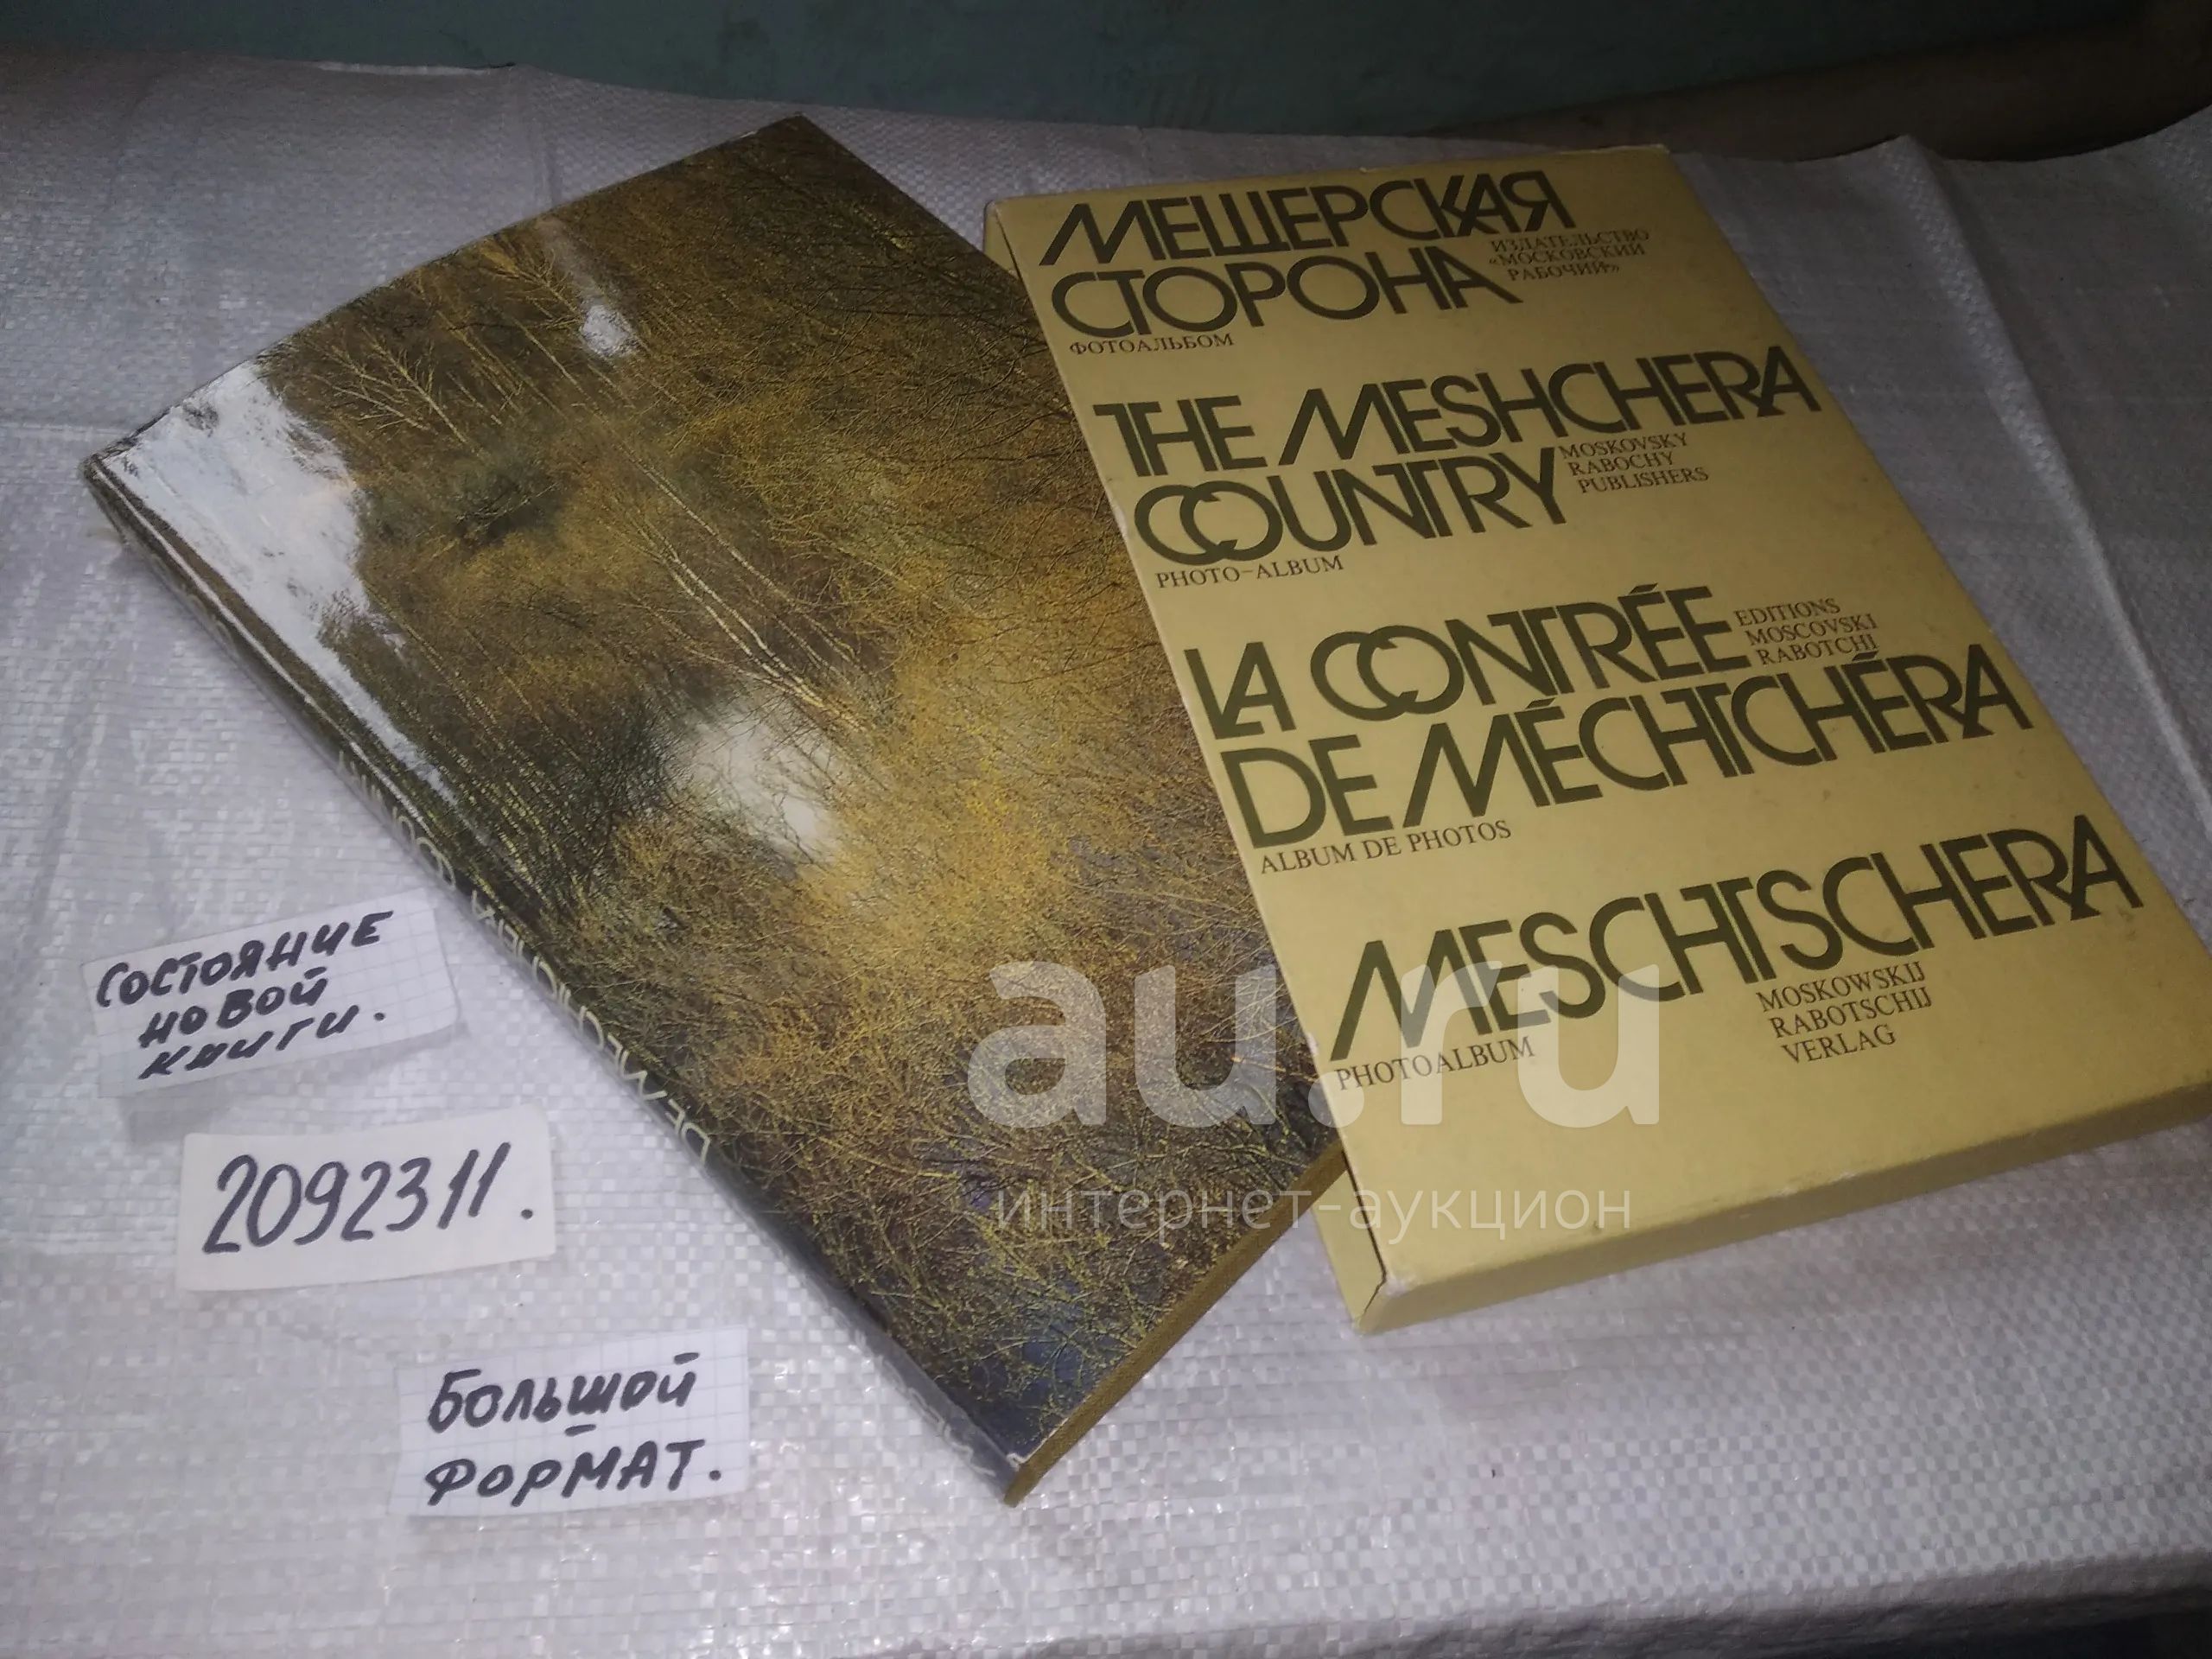 МЕЩЕРСКАЯ
СТОРОНА
ИЗДАТЕЛЬСТВО
«МОСКОВСКИЙ
РАБОЧИЙ»
ФОТОАЛЬБОМ
THE MESHCHERA
COUNTRY
MOSKOVSKY
RABOCHY
PUBLISHERS
PHOTO-ALBUM
LA CONTRÉE
DE MÉCHTCHÉRA
EDITIONS
MOSCOVSKI
RABOTCHI
ALBUM DE PHOTOS
MESCHTSCHERA
MOSKOWSKIJ
RABOTSCHIJ
VERLAG
PHOTOALBUM
СОСТОЯНИЕ
НОВОЙ
КНИГИ.
2092311.
БОЛЬШОЙ
ФОРМАТ.
au.ru
интернет-аукцион